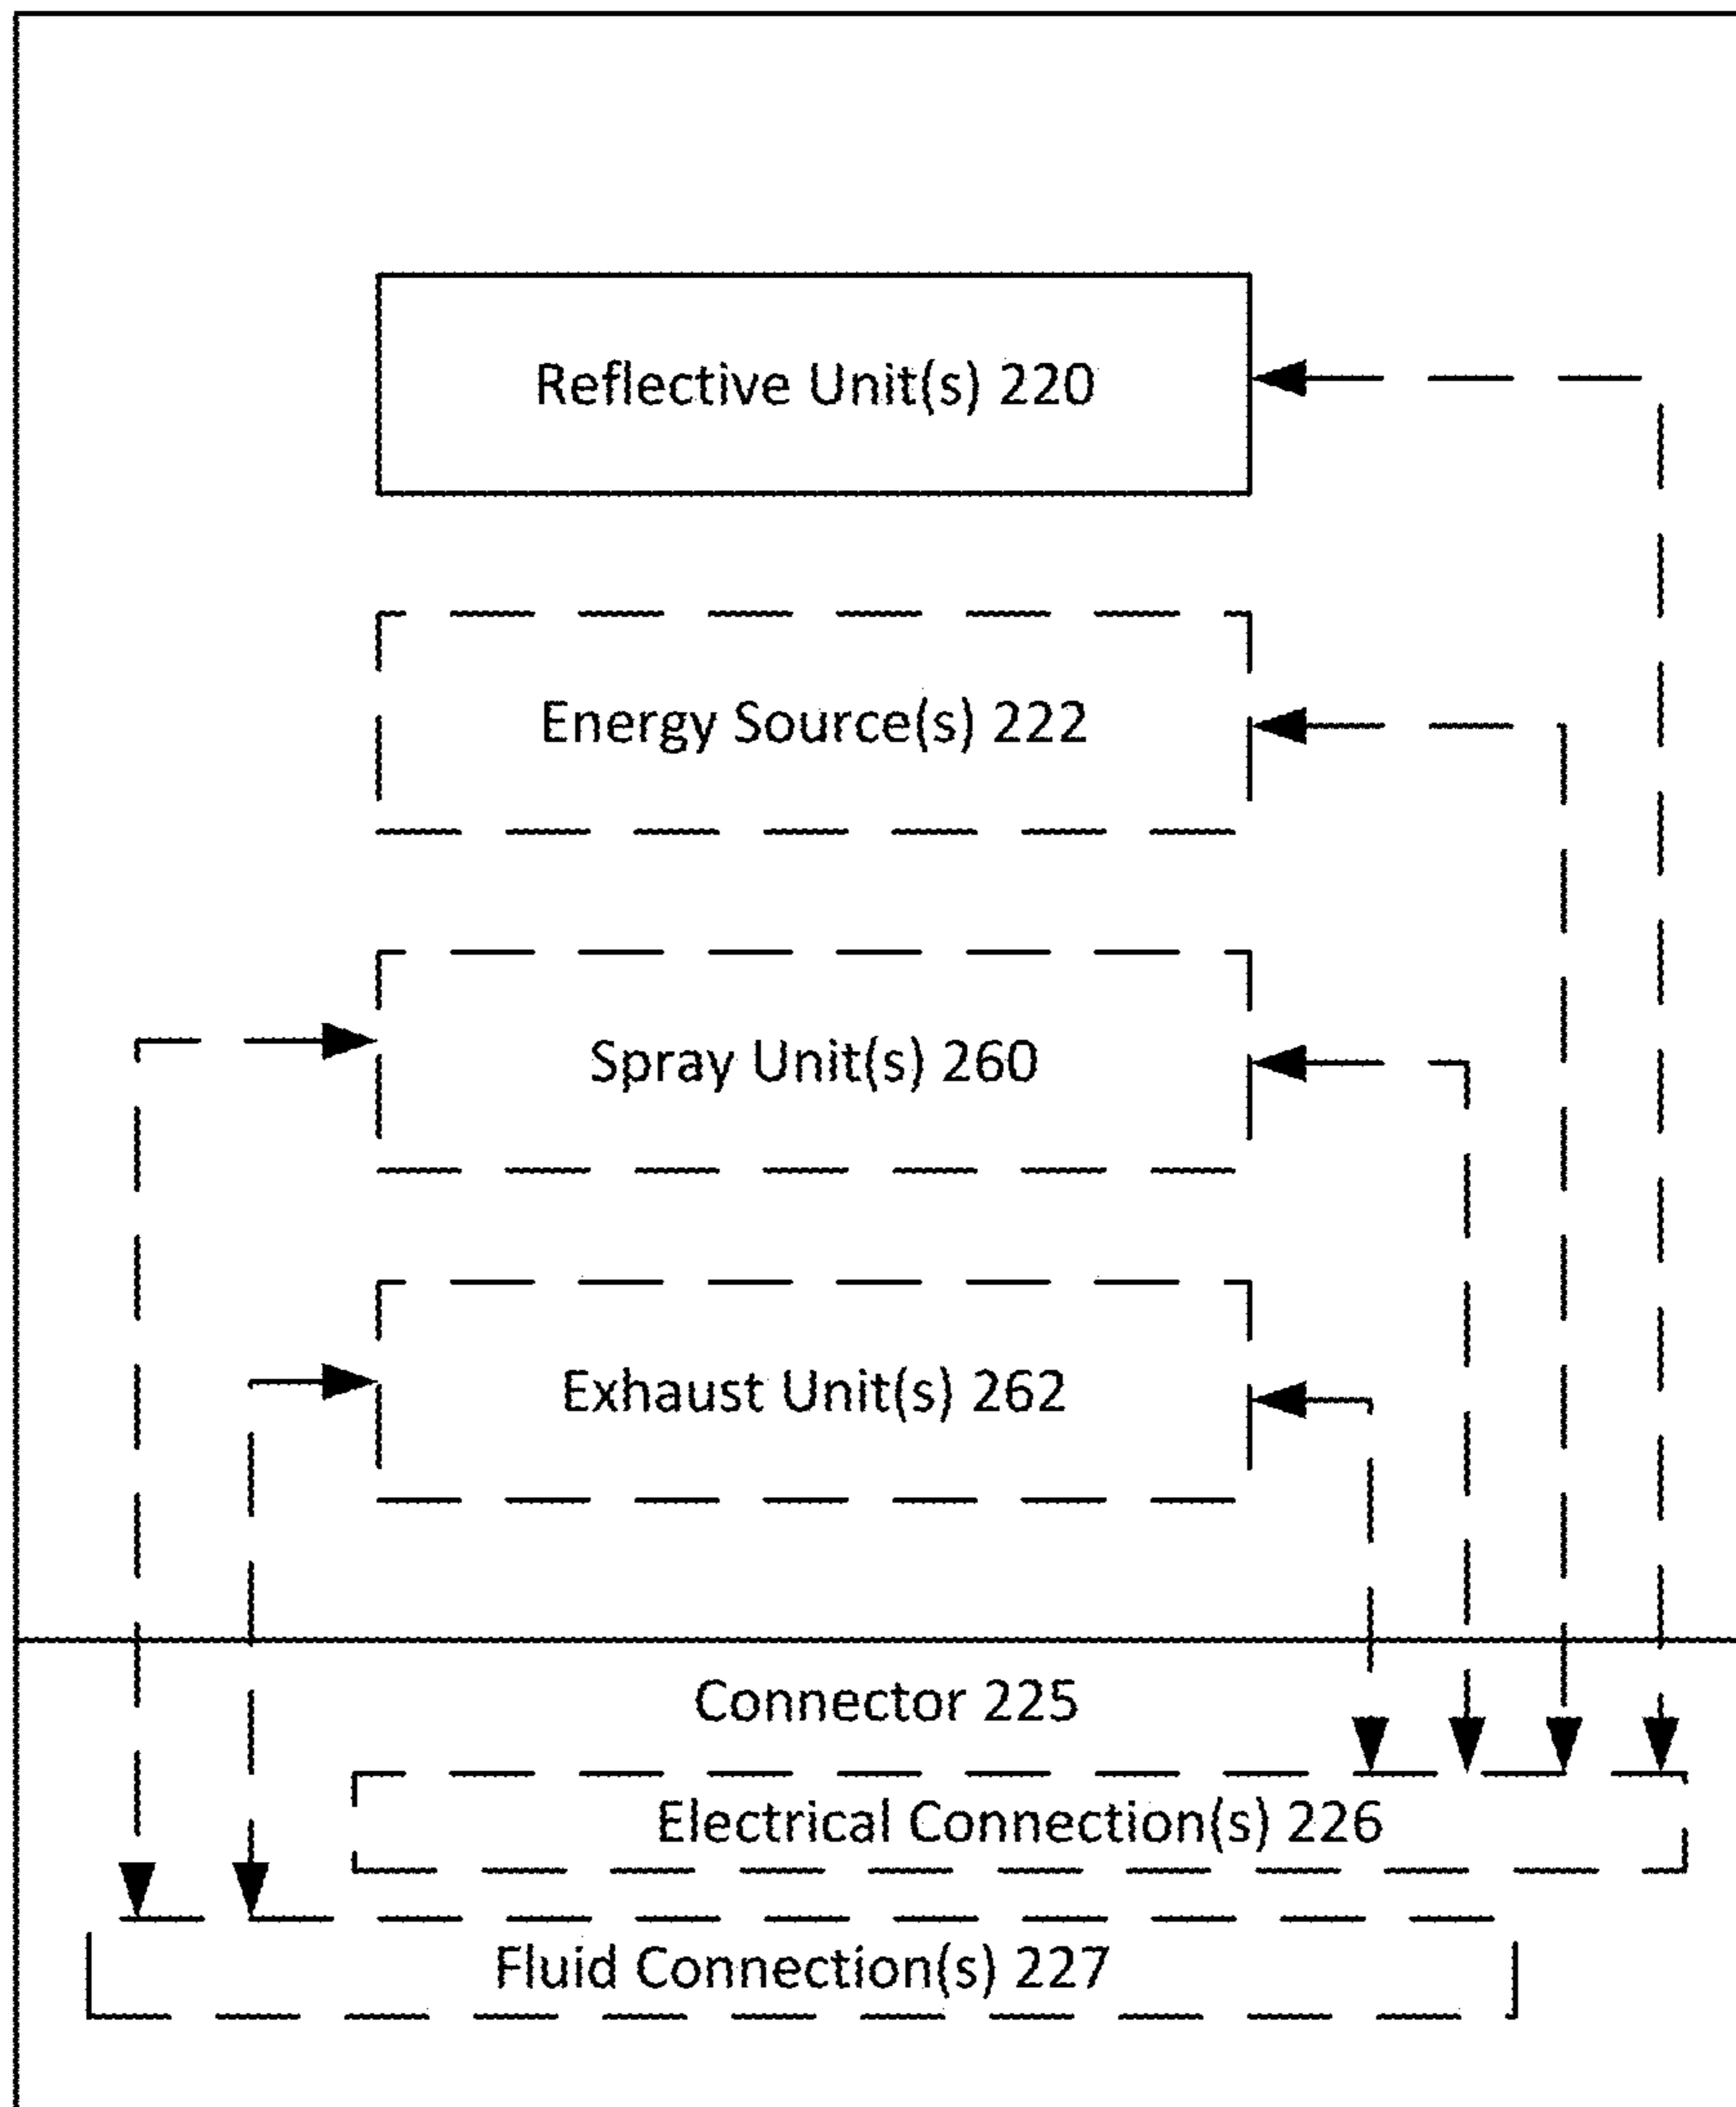 Reflective Unit(s) 220
Energy Source(s) 222
Spray Unit(s) 260
Exhaust Unit(s) 262
Connector 225
Electrical Connection(s) 226
Fluid Connection(s) 227